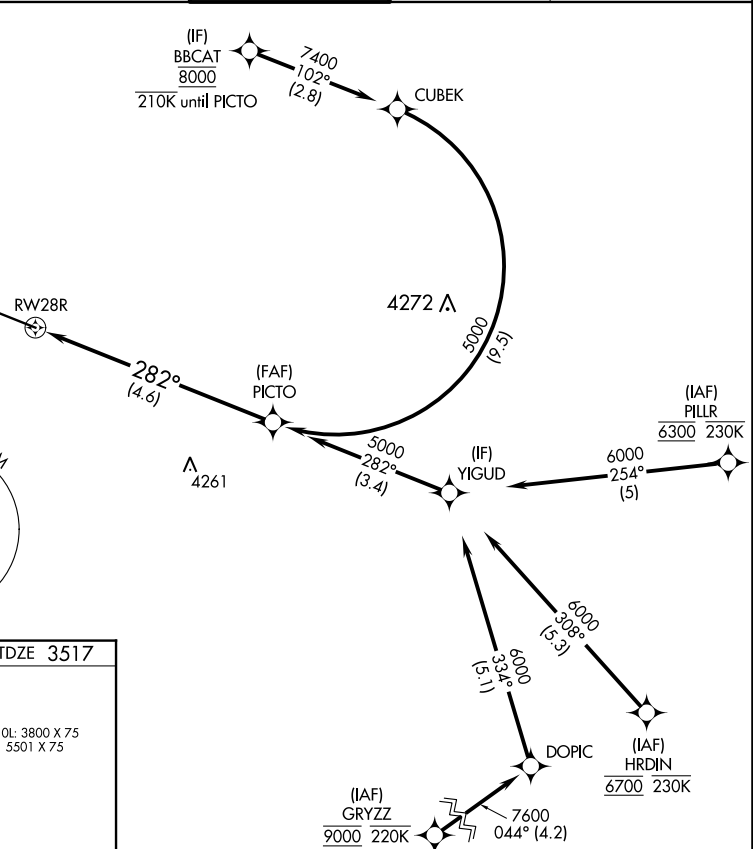 (IF)
BBCAT
8000
210K until PICTO
7400
102°
(2.8)
CUBEK
4272
5000
(9.5)
RW28R
282°
(4.6)
(FAF)
PICTO
5000
282°
(3.4)
(IF)
YIGUD
(IAF)
PILLR
6300 230K
6000
254°
(5)
4261
6000
308°
(5.3)
6000
334°
(5.1)
TDZE 3517
0L: 3800 X 75
5501 X 75
DOPIC
(IAF)
HRDIN
6700 230K
(IAF)
GRYZZ
9000 220K
7600
044° (4.2)